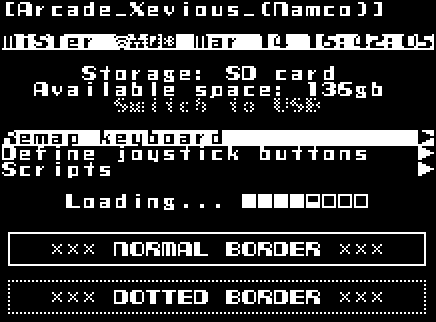 [Arcade_Xevious_(Namco)]
MiSTer Mar 14 15:42:05
Storage: SD card
Available space: 136gb
Switch to USB
Remap keyboard
Define joystick buttons
Scripts
Loading...
××× NORMAL BORDER ×××
××× DOTTED BORDER ×××